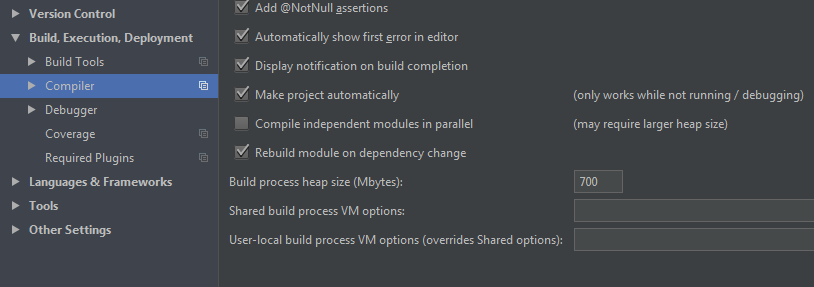 Version Control
Build, Execution, Deployment
Build Tools
Compiler
Debugger
Coverage
Required Plugins
Languages & Frameworks
Tools
Other Settings
Add @NotNull assertions
Automatically show first error in editor
Display notification on build completion
Make project automatically (only works while not running / debugging)
Compile independent modules in parallel (may require larger heap size)
Rebuild module on dependency change
Build process heap size (Mbytes): 700
Shared build process VM options:
User-local build process VM options (overrides Shared options):